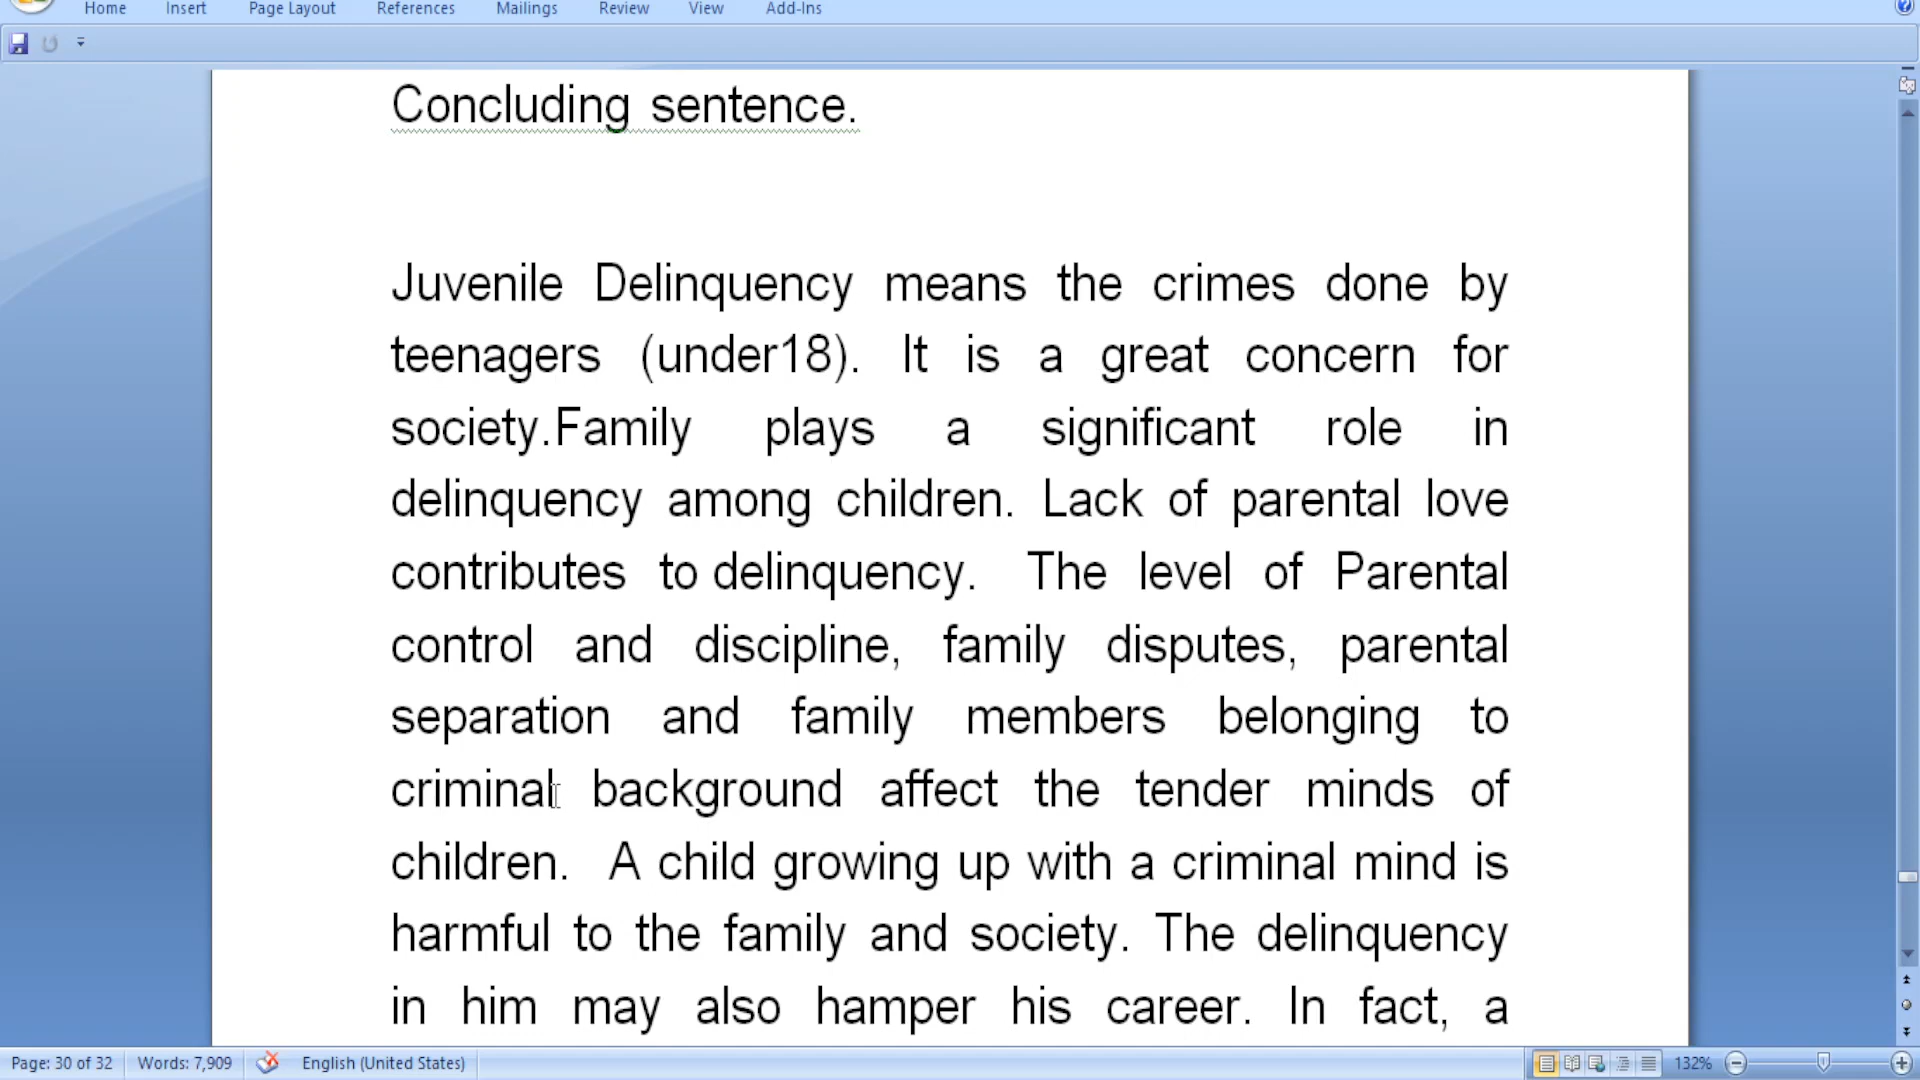 Home Insert Page Layout References Mailings Review View Add-Ins
Concluding sentence.
Juvenile Delinquency means the crimes done by
teenagers (under18). It is a great concern for
society.Family plays a significant role in
delinquency among children. Lack of parental love
contributes to delinquency. The level of Parental
control and discipline, family disputes, parental
separation and family members belonging to
criminal background affect the tender minds of
children. A child growing up with a criminal mind is
harmful to the family and society. The delinquency
in him may also hamper his career. In fact, a
Page: 30 of 32 Words: 7,909 English (United States) 132%